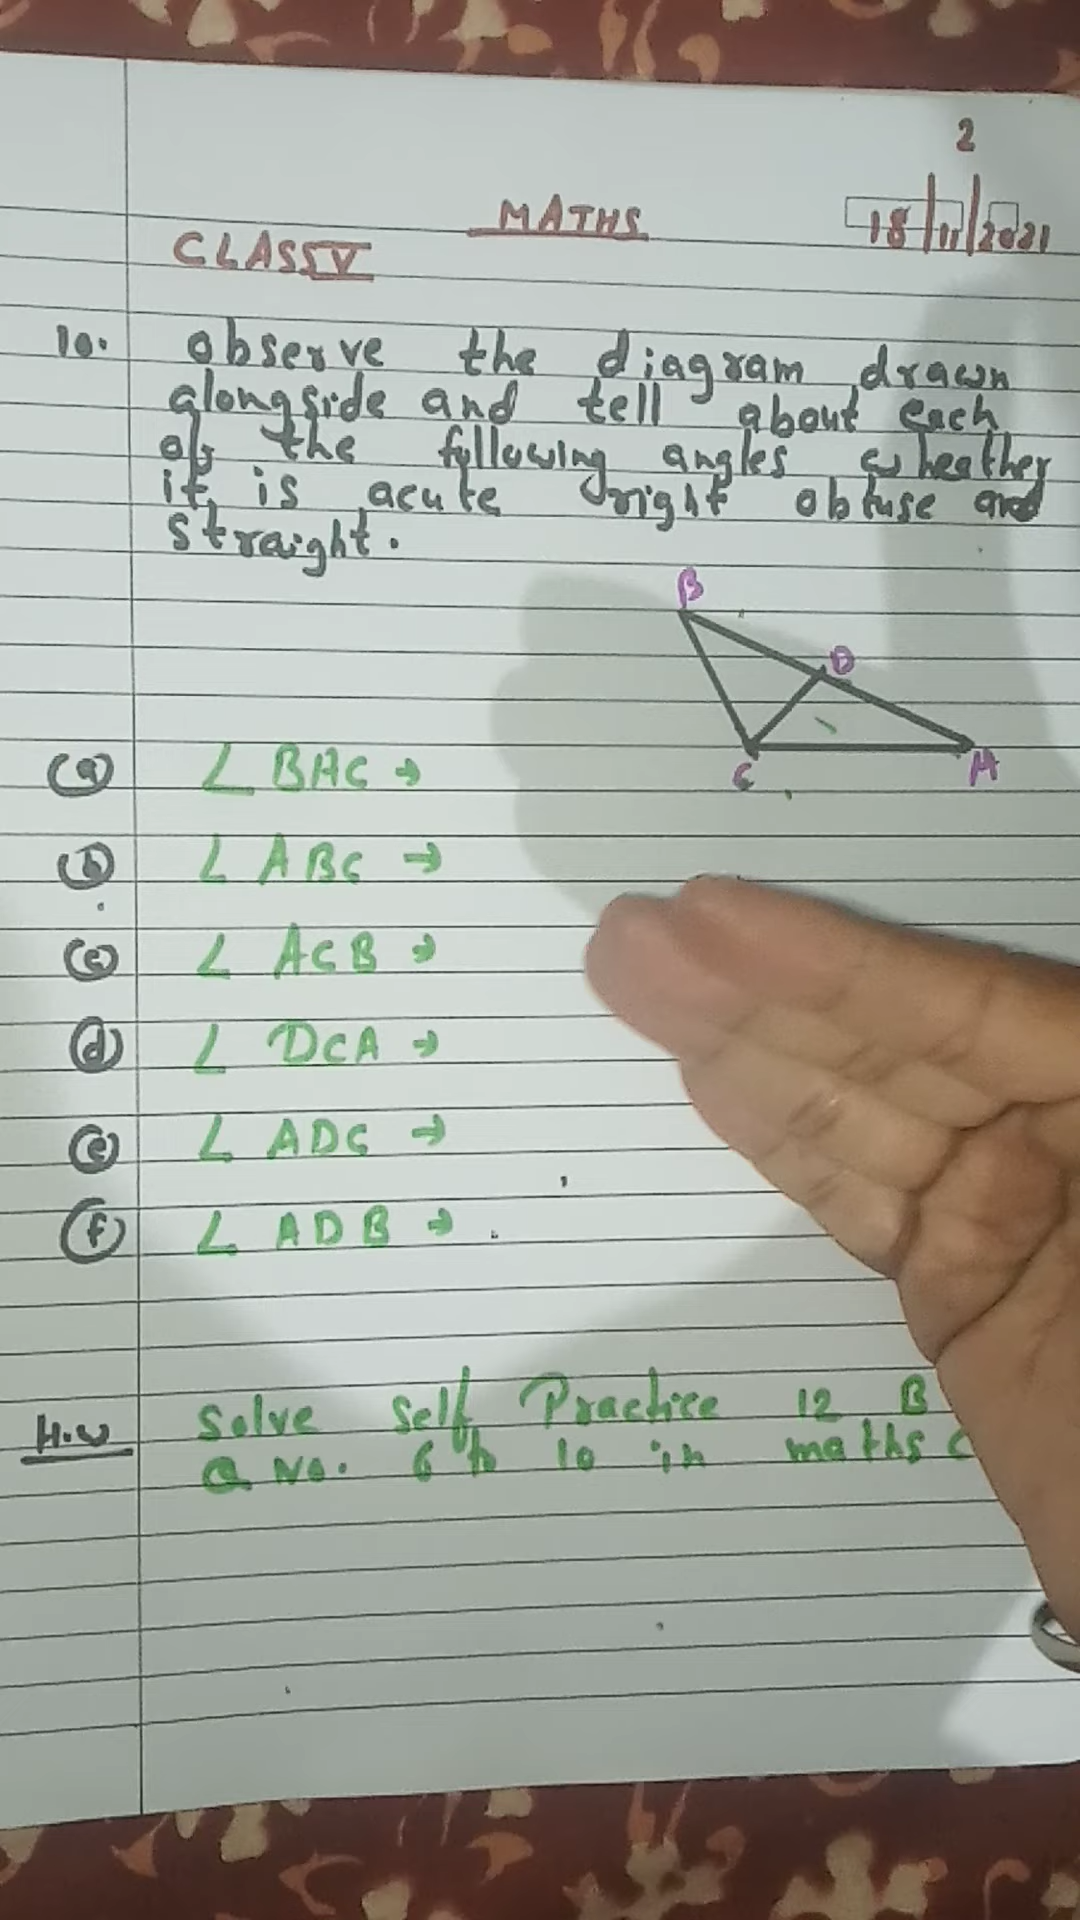 2
MATHS
18/11/2021
CLASS V
10. observe the diagram drawn
alongside and tell about each
of the following angles wheather
it is acute right obtuse and
straight.
B
D
C
A
(a) ∠ BAC →
(b) ∠ ABC →
(c) ∠ ACB →
(d) ∠ DCA →
(e) ∠ ADC →
(f) ∠ ADB →
H.W Solve Self Practice 12 B
Q No. 6 to 10 in maths